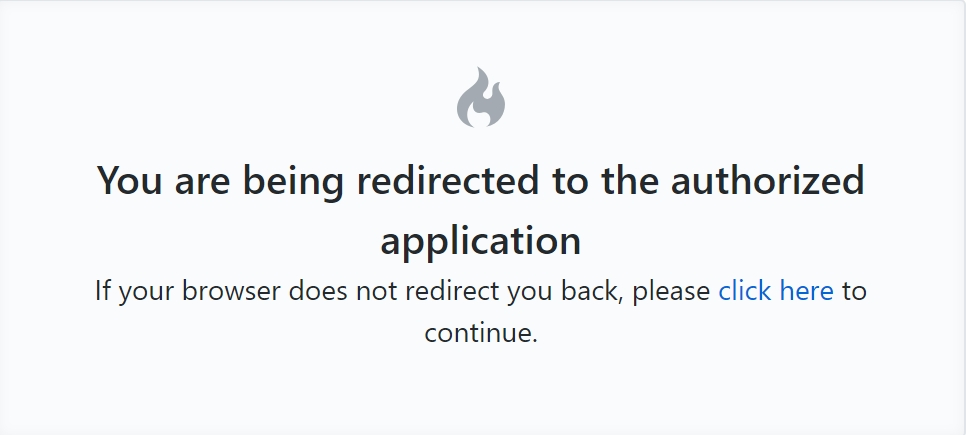 You are being redirected to the authorized
application
If your browser does not redirect you back, please click here to
continue.